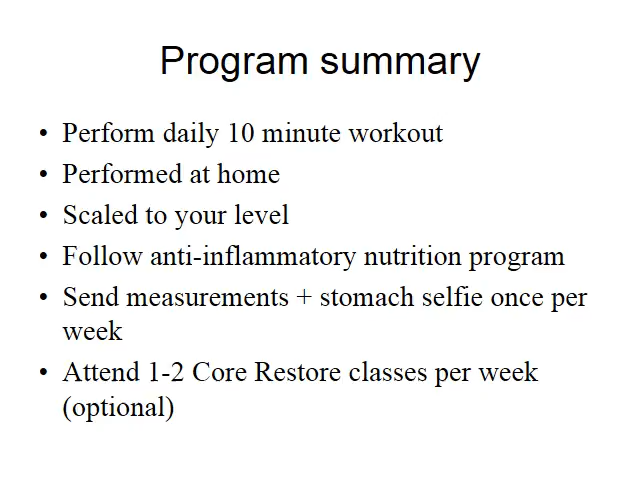 Program summary
• Perform daily 10 minute workout
• Performed at home
• Scaled to your level
• Follow anti-inflammatory nutrition program
• Send measurements + stomach selfie once per
week
• Attend 1-2 Core Restore classes per week
(optional)